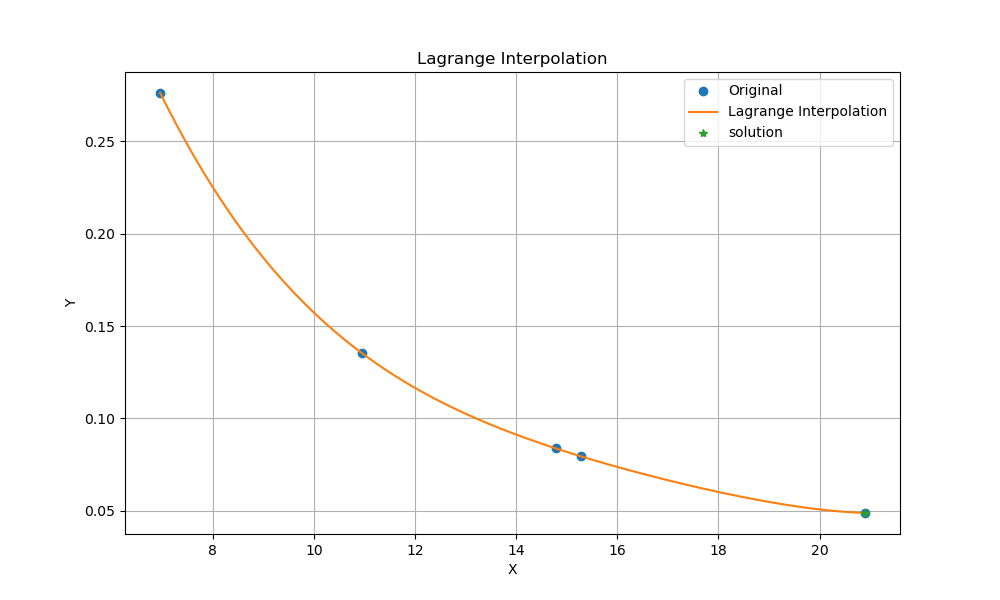 Lagrange Interpolation
Original
Lagrange Interpolation
solution
0.25
0.20
0.15
0.10
0.05
Y
8 10 12 14 16 18 20
X